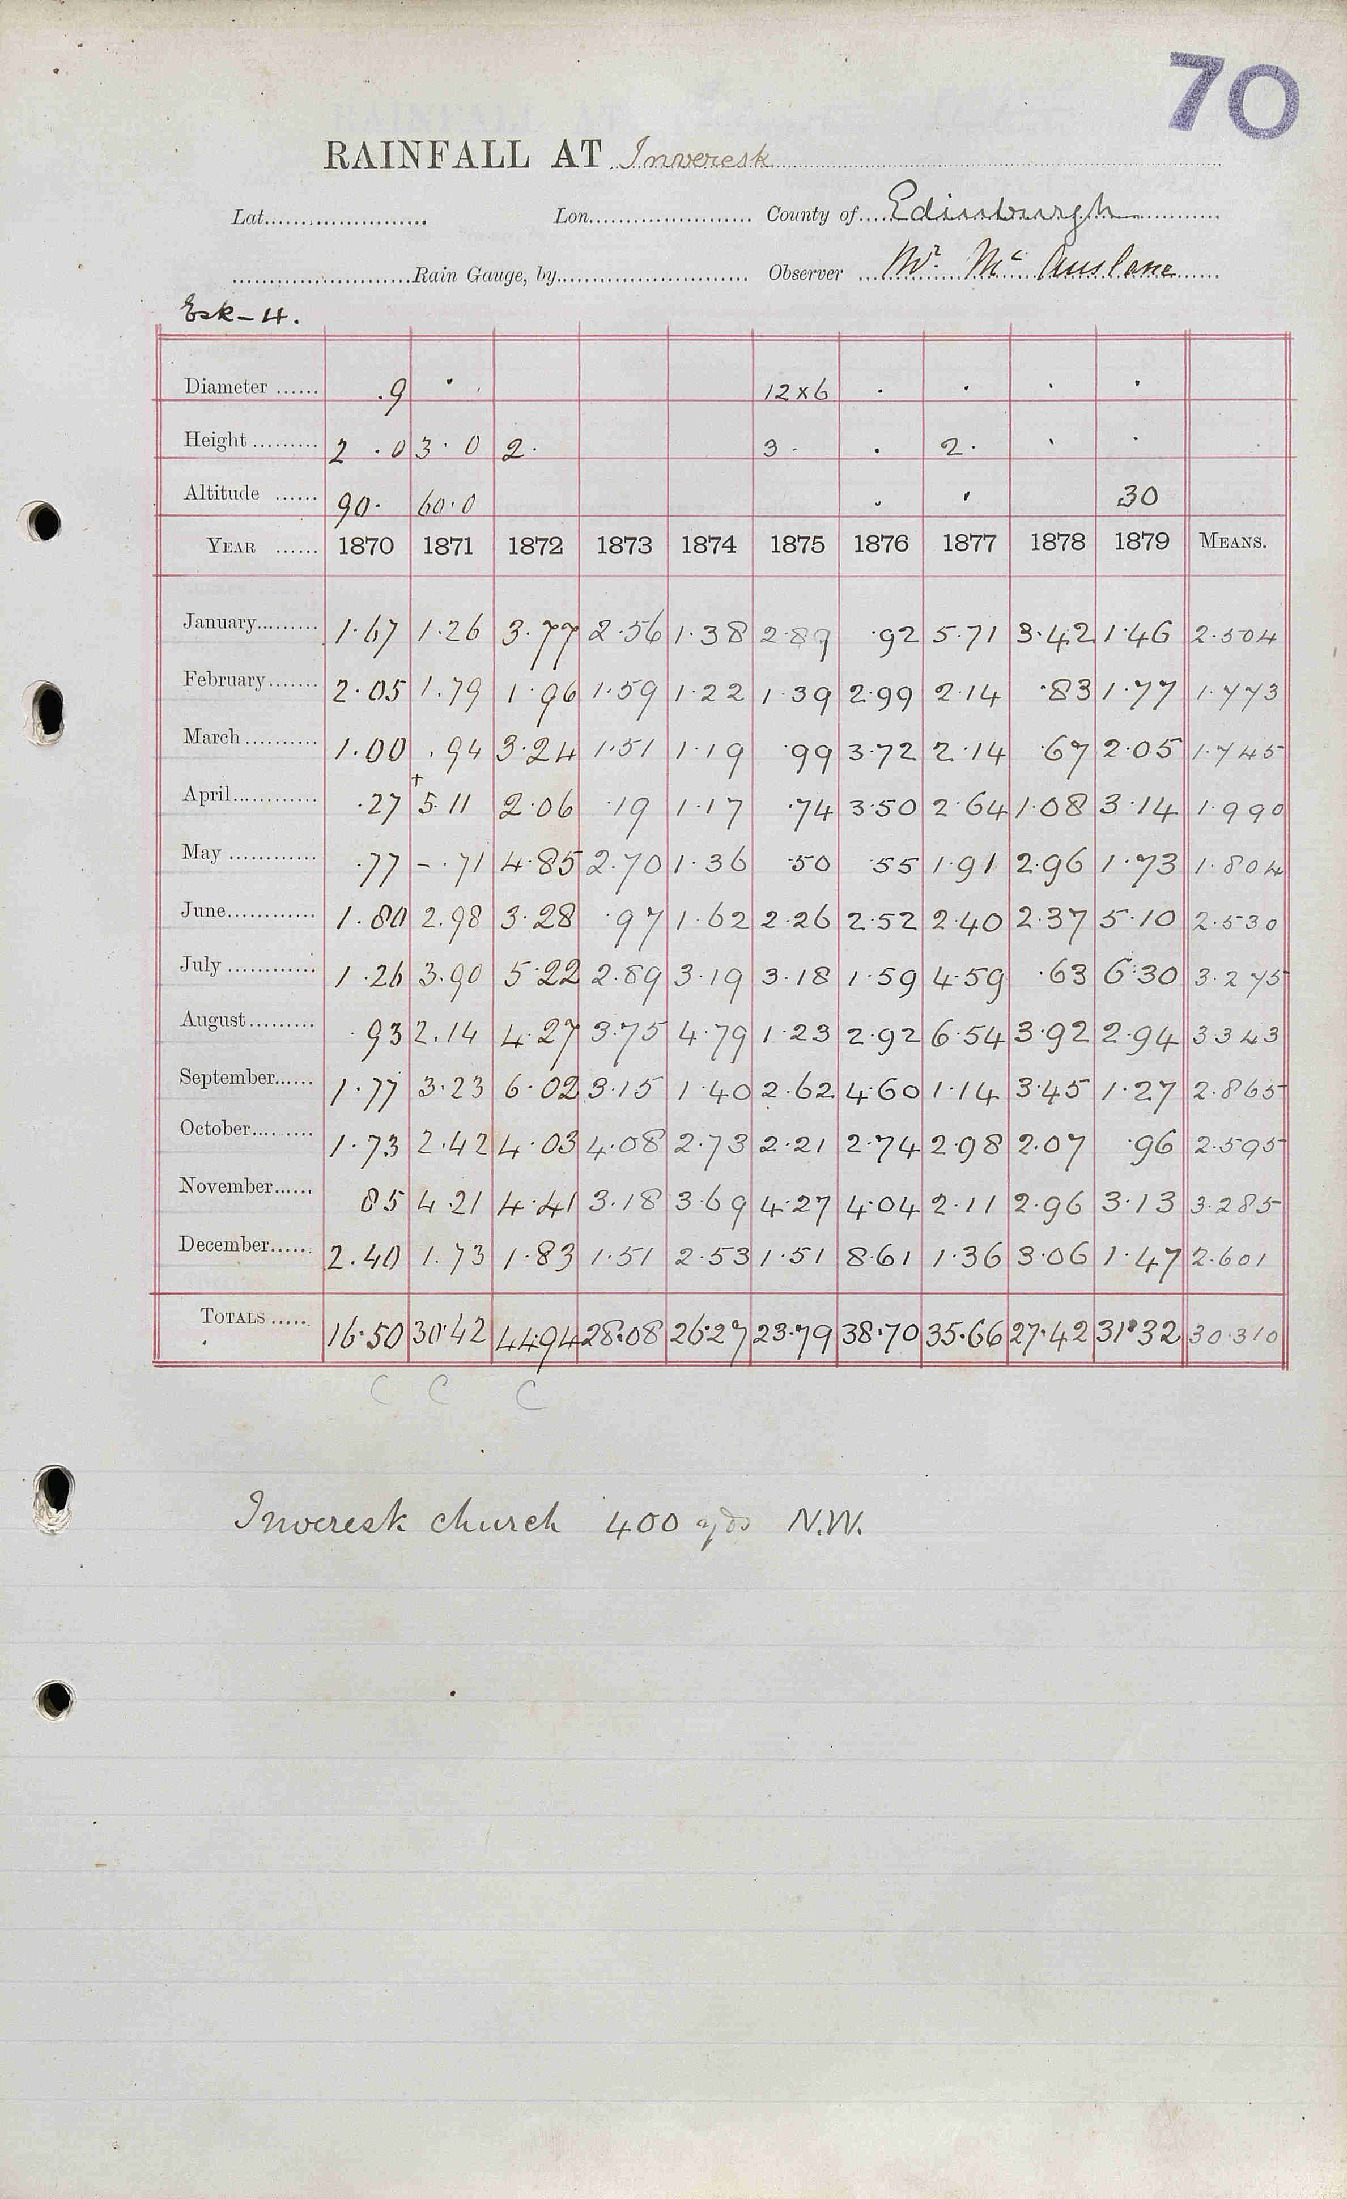 70
RAINFALL AT Inveresk
Lat. Lon. County of Edinburgh
Rain Gauge, by Observer Mr. Mc Auslane
Esk-4.
Diameter .9 · 12x6 · · · ·
Height 2 .0 3.0 2. 3. . 2. · ·
Altitude 90. 60.0 . · 30
YEAR 1870 1871 1872 1873 1874 1875 1876 1877 1878 1879 MEANS.
January 1.67 1.26 3.77 2.56 1.38 2.89 .92 5.71 3.42 1.46 2.504
February 2.05 1.79 1.96 1.59 1.22 1.39 2.99 2.14 .83 1.77 1.773
March 1.00 .94 3.24 1.51 1.19 .99 3.72 2.14 .67 2.05 1.745
April .27 +5.11 2.06 .19 1.17 .74 3.50 2.64 1.08 3.14 1.990
May .77 - .71 4.85 2.70 1.36 .50 .55 1.91 2.96 1.73 1.804
June 1.80 2.98 3.28 .97 1.62 2.26 2.52 2.40 2.37 5.10 2.530
July 1.26 3.90 5.22 2.89 3.19 3.18 1.59 4.59 .63 6.30 3.275
August .93 2.14 4.27 3.75 4.79 1.23 2.92 6.54 3.92 2.94 3.343
September 1.77 3.23 6.02 3.15 1.40 2.62 4.60 1.14 3.45 1.27 2.865
October 1.73 2.42 4.03 4.08 2.73 2.21 2.74 2.98 2.07 .96 2.595
November 85 4.21 4.41 3.18 3.69 4.27 4.04 2.11 2.96 3.13 3.285
December 2.40 1.73 1.83 1.51 2.53 1.51 8.61 1.36 3.06 1.47 2.601
TOTALS 16.50 30.42 44.94 28.08 26.27 23.79 38.70 35.66 27.42 31.32 30.310
C C C
Inveresk church 400 yds N.W.